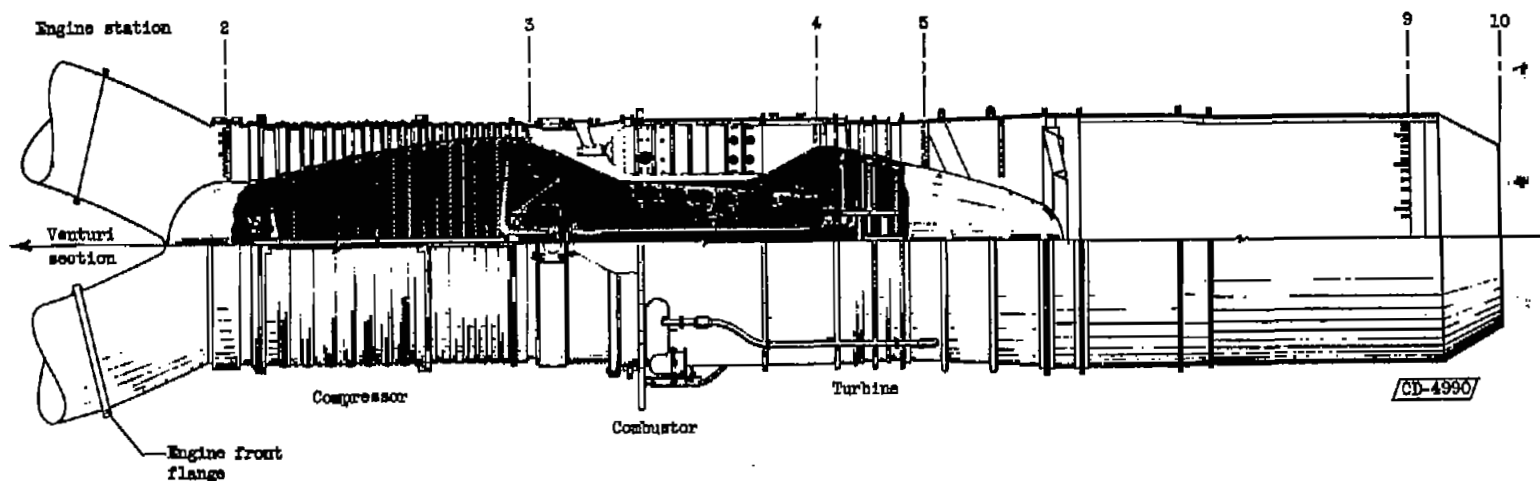 Engine station
2
3
4
5
9
10
Venturi
section
Compressor
Turbine
Combustor
CD-4990
Engine front
flange